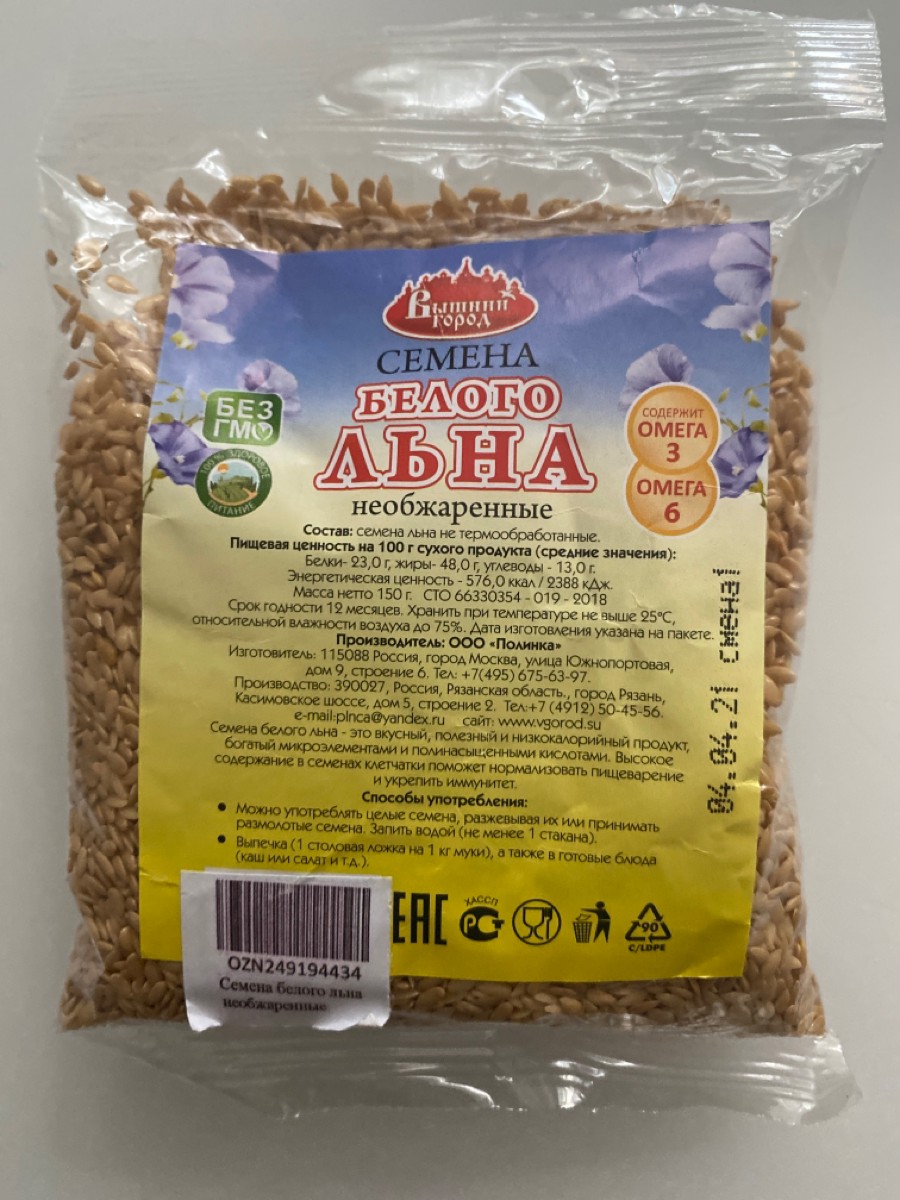 Вышний
город
СЕМЕНА
БЕЛОГО
ЛЬНА
необжаренные
БЕЗ
ГМО
100% ЗДОРОВОЕ
ПИТАНИЕ
СОДЕРЖИТ
ОМЕГА
3
ОМЕГА
6
Состав: семена льна не термообработанные.
Пищевая ценность на 100 г сухого продукта (средние значения):
Белки- 23,0 г, жиры- 48,0 г, углеводы - 13,0 г.
Энергетическая ценность - 576,0 ккал / 2388 кДж.
Масса нетто 150 г. СТО 66330354 - 019 - 2018
Срок годности 12 месяцев. Хранить при температуре не выше 25°С,
относительной влажности воздуха до 75%. Дата изготовления указана на пакете.
Производитель: ООО «Полинка»
Изготовитель: 115088 Россия, город Москва, улица Южнопортовая,
дом 9, строение 6. Тел: +7(495) 675-63-97.
Производство: 390027, Россия, Рязанская область., город Рязань,
Касимовское шоссе, дом 5, строение 2. Тел:+7 (4912) 50-45-56.
e-mail:plnca@yandex.ru сайт: www.vgorod.su
Семена белого льна - это вкусный, полезный и низкокалорийный продукт,
богатый микроэлементами и полинасыщенными кислотами. Высокое
содержание в семенах клетчатки поможет нормализовать пищеварение
и укрепить иммунитет.
Способы употребления:
• Можно употреблять целые семена, разжевывая их или принимать
размолотые семена. Запить водой (не менее 1 стакана).
• Выпечка (1 столовая ложка на 1 кг муки), а также в готовые блюда
(каш или салат и т.д.).
04.04.21 смена1
EAC
ХАССП
90
C/LDPE
OZN249194434
Семена белого льна
необжаренные